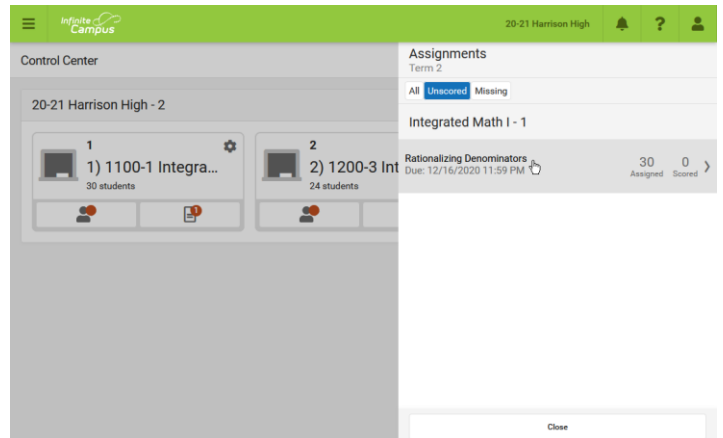 Infinite
Campus
20-21 Harrison High
?
Control Center
20-21 Harrison High - 2
1
1) 1100-1 Integra...
30 students
1
2
2) 1200-3 Int
24 students
Assignments
Term 2
All Unscored Missing
Integrated Math I - 1
Rationalizing Denominators
Due: 12/16/2020 11:59 PM
30 0
Assigned Scored
Close